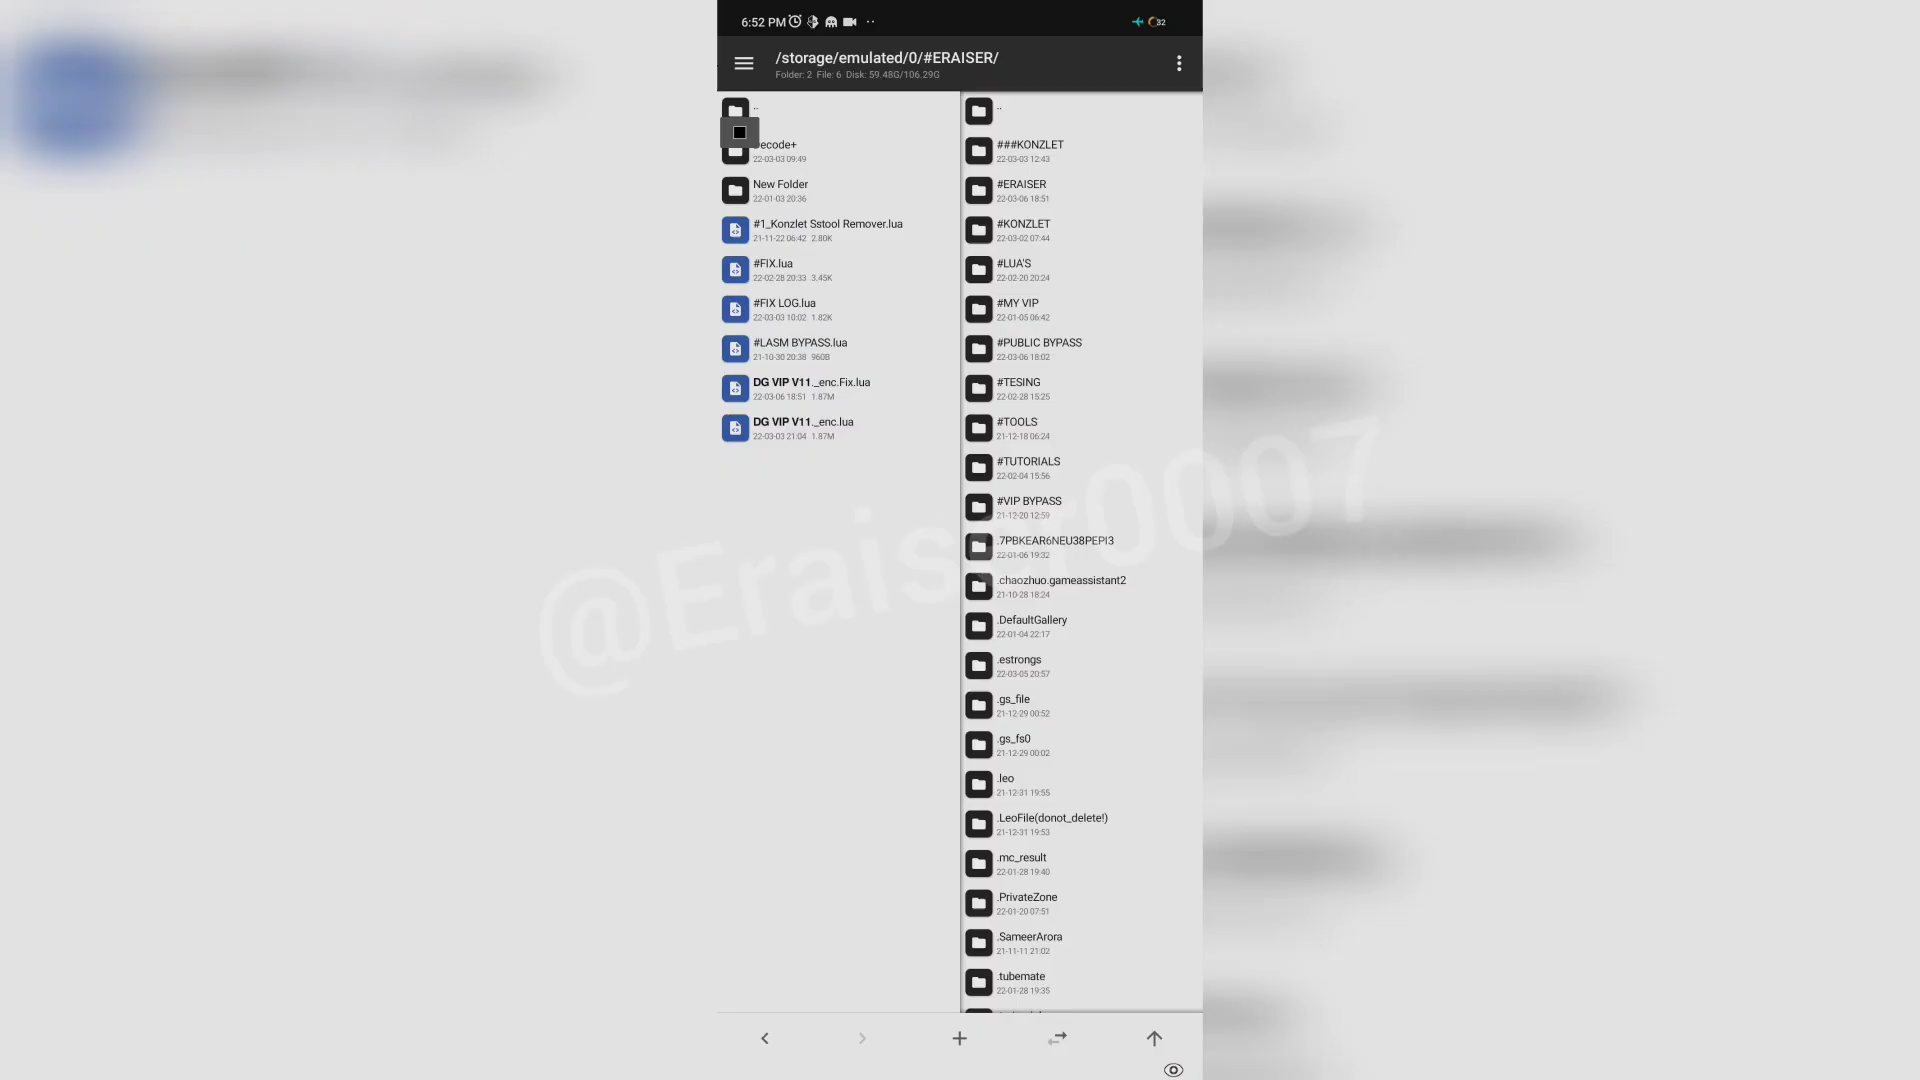 6:52 PM
32
/storage/emulated/0/#ERAISER/
Folder: 2 File: 6 Disk: 59.48G/106.29G
..
ecode+
22-03-03 09:49
New Folder
22-01-03 20:36
#1_Konzlet Sstool Remover.lua
21-11-22 06:42 2.80K
#FIX.lua
22-02-28 20:33 3.45K
#FIX LOG.lua
22-03-03 10:02 1.82K
#LASM BYPASS.lua
21-10-30 20:38 960B
DG VIP V11._enc.Fix.lua
22-03-06 18:51 1.87M
DG VIP V11._enc.lua
22-03-03 21:04 1.87M
..
###KONZLET
22-03-03 12:43
#ERAISER
22-03-06 18:51
#KONZLET
22-03-02 07:44
#LUA'S
22-02-20 20:24
#MY VIP
22-01-05 06:42
#PUBLIC BYPASS
22-03-06 18:02
#TESING
22-02-28 15:25
#TOOLS
21-12-18 06:24
#TUTORIALS
22-02-04 15:56
#VIP BYPASS
21-12-20 12:59
.7PBKEAR6NEU38PEPI3
22-01-06 19:32
.chaozhuo.gameassistant2
21-10-28 18:24
.DefaultGallery
22-01-04 22:17
.estrongs
22-03-05 20:57
.gs_file
21-12-29 00:52
.gs_fs0
21-12-29 00:02
.leo
21-12-31 19:55
.LeoFile(donot_delete!)
21-12-31 19:53
.mc_result
22-01-28 19:40
.PrivateZone
22-01-20 07:51
.SameerArora
21-11-11 21:02
.tubemate
22-01-28 19:35
@Eraiser0007